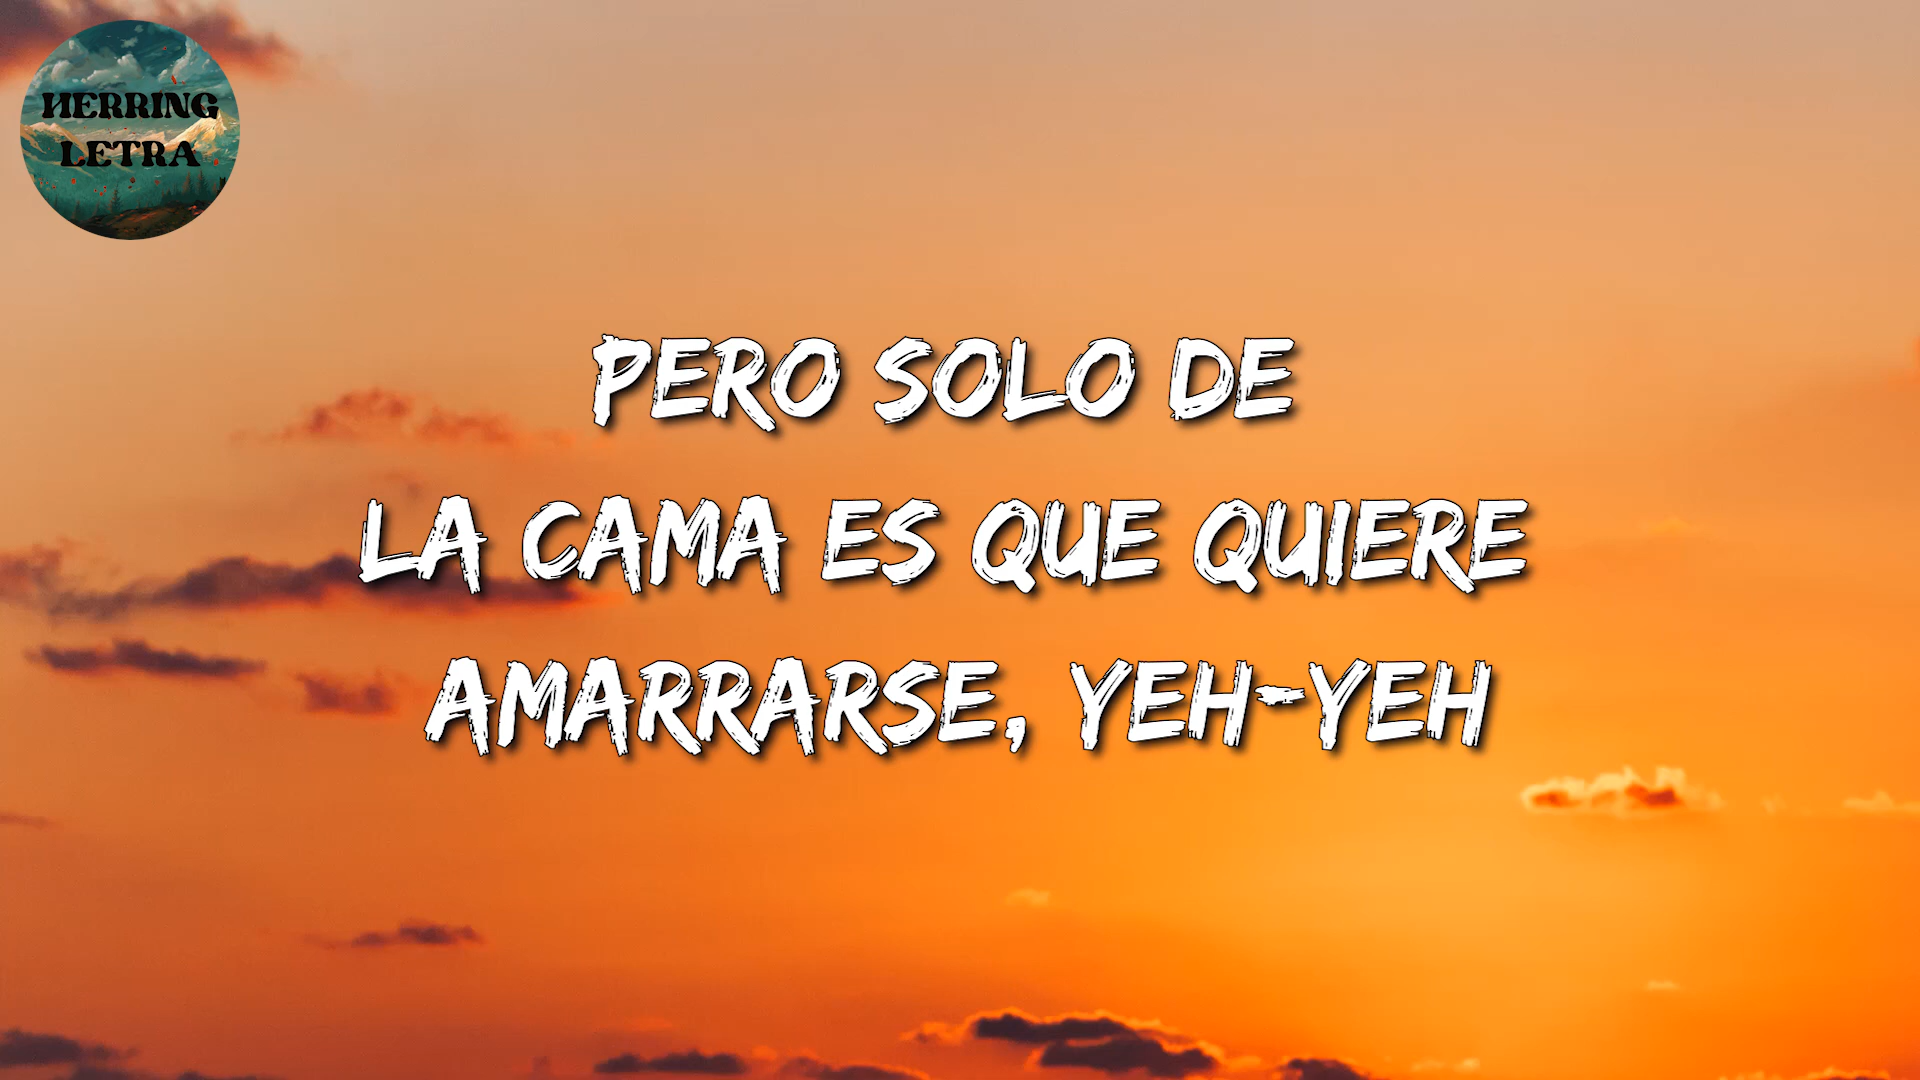 HERRING
LETRA
PERO SOLO DE
LA CAMA ES QUE QUIERE
AMARRARSE, YEH-YEH